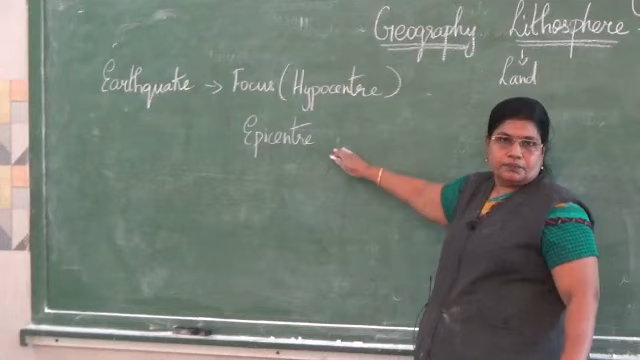 Geography Lithosphere
Land
Earthquake → Focus (Hypocentre)
Epicentre